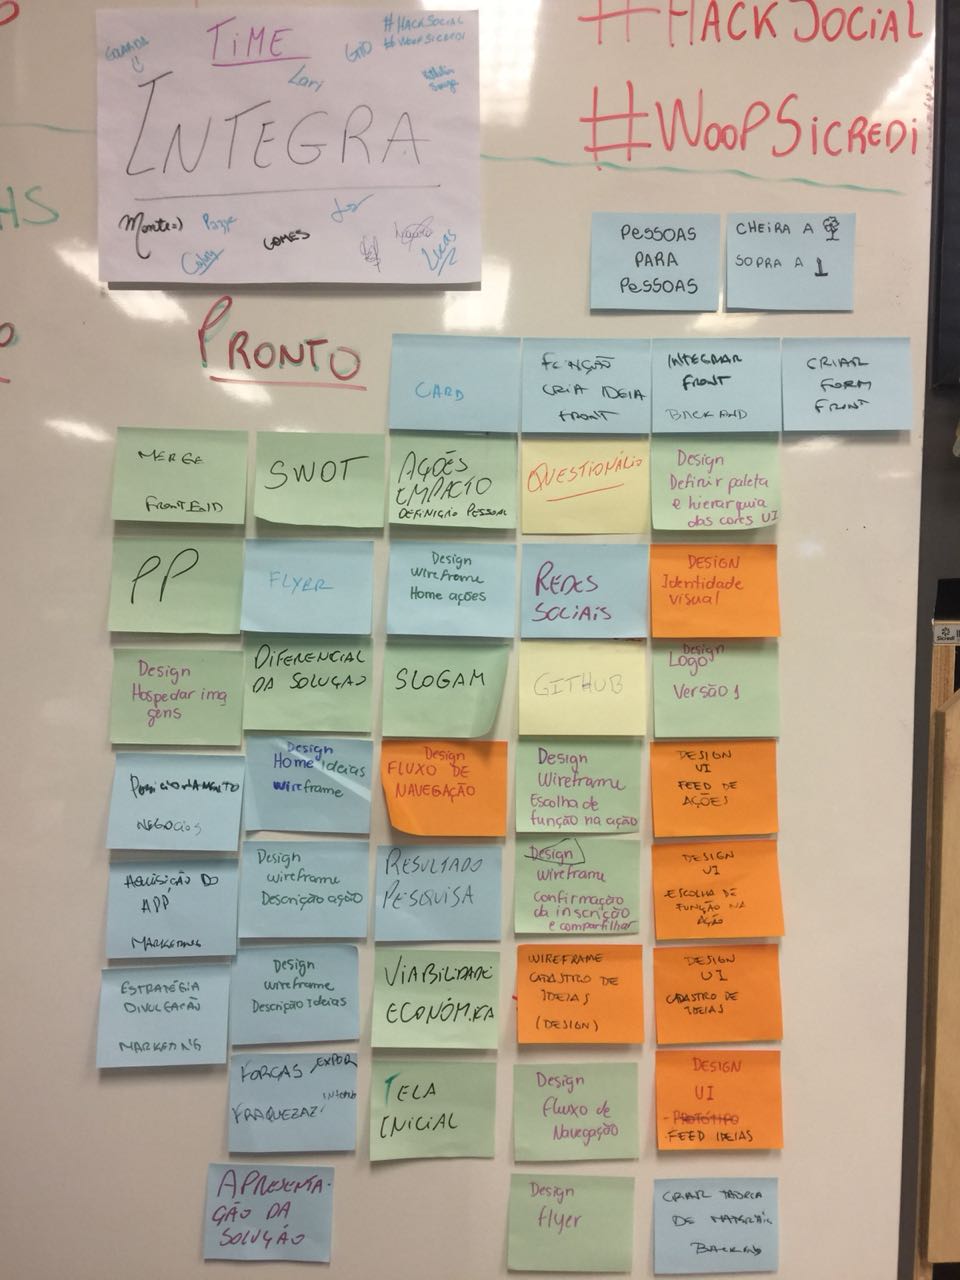 TIME
#HACKSOCIAL
#WOOPSICREDI
Lari
INTEGRA
GOMES
Lucas
#HACKSOCIAL
#WOOPSICREDI
HS
PESSOAS
PARA
PESSOAS
CHEIRA A
SOPRA A
PRONTO
CARD
FUNÇÃO
CRIA IDEIA
FRONT
INTEGRAR
FRONT
BACKAND
CRIAR
FORM
FRONT
MERGE
FRONTEND
SWOT
AÇÕES
IMPACTO
DEFINIÇÃO PESSOAL
QUESTIONÁLIO
Design
Definir paleta
e hierarquia
das cores UI
PP
FLYER
Design
Wireframe
Home ações
REDES
SOCIAIS
DESIGN
Identidade
visual
Design
Hospedar ima
gens
DIFERENCIAL
DA SOLUÇÃO
SLOGAM
GITHUB
Design
Logo
Versão 1
POSICIONAMENTO
NEGOCIOS
Design
Home Ideias
Wireframe
Design
FLUXO DE
NAVEGAÇÃO
Design
Wireframe
Escolha de
função na ação
DESIGN
UI
FEED DE
AÇÕES
AQUISIÇÃO DO
APP
MARKETING
Design
Wireframe
Descrição ação
RESULTADO
PESQUISA
Design
Wireframe
Confirmação
da inscrição
e compartilhar
DESIGN
UI
ESCOLHA DE
FUNÇÃO NA
AÇÃO
ESTRATÉGIA
DIVULGAÇÃO
MARKETING
Design
Wireframe
Descrição Ideias
VIABILIDADE
ECONÔMICA
WIREFRAME
CADASTRO DE
IDEIAS
(DESIGN)
DESIGN
UI
CADASTRO DE
IDEIAS
FORÇAS
FRAQUEZAS
TELA
INICIAL
Design
Fluxo de
Navegação
DESIGN
UI
- PROTÓTIPO
FEED IDEIAS
APRESENTA-
ÇÃO DA
SOLUÇÃO
Design
flyer
CRIAR TABELA
DE MATERIAIS
BACKEND
Sicredi